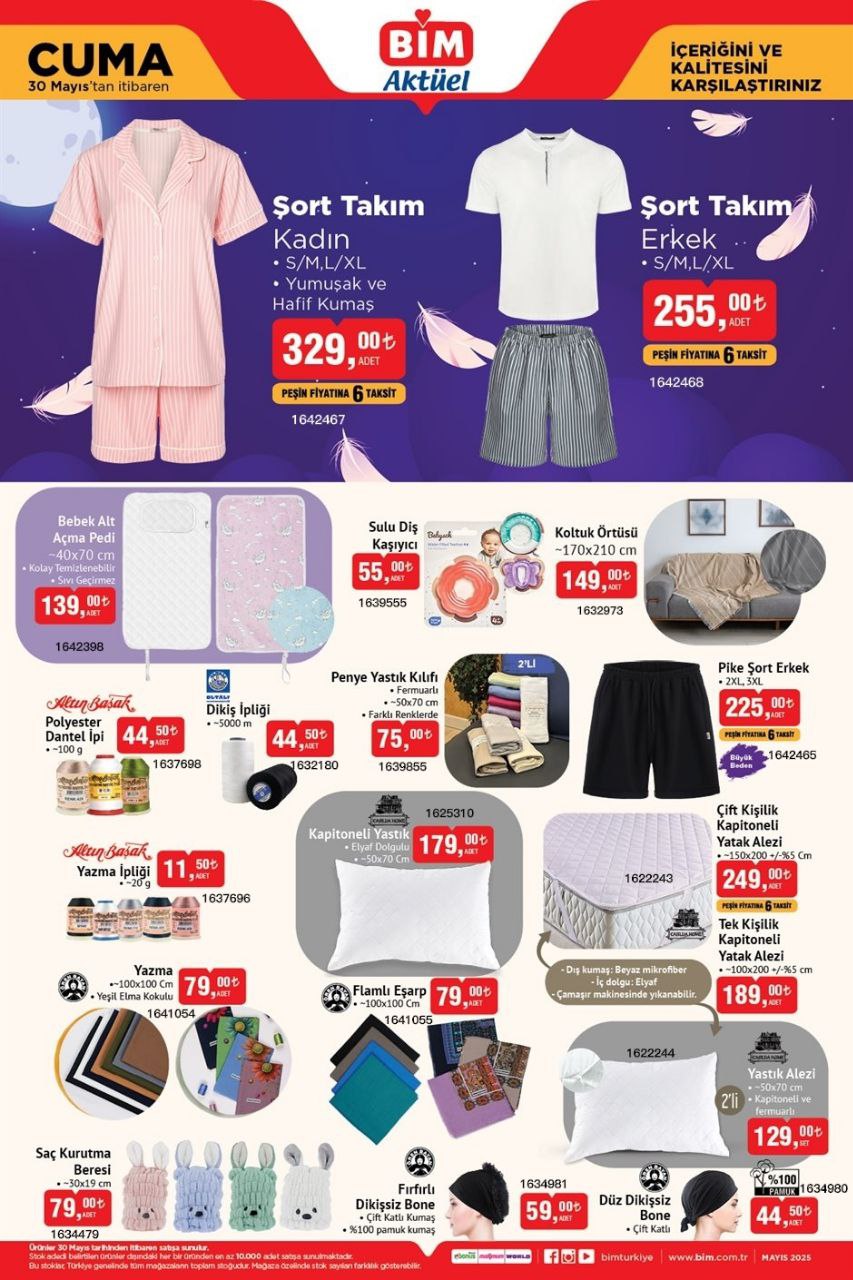 CUMA
30 Mayıs'tan itibaren
BİM
Aktüel
İÇERİĞİNİ VE
KALİTESİNİ
KARŞILAŞTIRINIZ
Şort Takım
Kadın
• S/M,L/XL
• Yumuşak ve
Hafif Kumaş
329,00₺
ADET
PEŞİN FİYATINA 6 TAKSİT
1642467
Şort Takım
Erkek
• S/M,L/XL
255,00₺
ADET
PEŞİN FİYATINA 6 TAKSİT
1642468
Bebek Alt
Açma Pedi
~40x70 cm
• Kolay Temizlenebilir
• Sıvı Geçirmez
139,00₺
ADET
1642398
Sulu Diş
Kaşıyıcı
55,00₺
ADET
1639555
Koltuk Örtüsü
~170x210 cm
149,00₺
ADET
1632973
Altın Başak
Polyester
Dantel İpi
• ~100 g
44,50₺
ADET
1637698
Dikiş İpliği
• ~5000 m
44,50₺
ADET
1632180
Penye Yastık Kılıfı
• Fermuarlı
• ~50x70 cm
• Farklı Renklerde
75,00₺
ADET
1639855
2'Lİ
Pike Şort Erkek
• 2XL, 3XL
225,00₺
ADET
PEŞİN FİYATINA 6 TAKSİT
Büyük
Beden
1642465
Altın Başak
Yazma İpliği
• ~20 g
11,50₺
ADET
1637696
1625310
Kapitoneli Yastık
• Elyaf Dolgulu
• ~50x70 Cm
179,00₺
ADET
1622243
Çift Kişilik
Kapitoneli
Yatak Alezi
• ~150x200 +/-%5 Cm
249,00₺
ADET
PEŞİN FİYATINA 6 TAKSİT
Tek Kişilik
Kapitoneli
Yatak Alezi
• ~100x200 +/-%5 cm
189,00₺
ADET
- Dış kumaş: Beyaz mikrofiber
- İç dolgu: Elyaf
- Çamaşır makinesinde yıkanabilir.
Yazma
• ~100x100 Cm
• Yeşil Elma Kokulu
79,00₺
ADET
1641054
Flamlı Eşarp
• ~100x100 Cm
79,00₺
ADET
1641055
1622244
Yastık Alezi
• ~50x70 cm
• Kapitoneli ve
fermuarlı
2'li
129,00₺
SET
Saç Kurutma
Beresi
• ~30x19 cm
79,00₺
ADET
1634479
Fırfırlı
Dikişsiz Bone
• Çift Katlı Kumaş
• %100 pamuk kumaş
1634981
59,00₺
ADET
Düz Dikişsiz
Bone
• Çift Katlı
%100
PAMUK
1634980
44,50₺
ADET
Ürünler 30 Mayıs tarihinden itibaren satışa sunulur.
Stok adedi belirtilen ürünler dışındaki her bir üründen en az 10.000 adet satışa sunulmaktadır.
Bu stoklar, Türkiye genelinde tüm mağazaların toplam stoğudur. Mağaza özelinde stok sayıları farklılık gösterebilir.
bonus maximum WORLD
bimturkiye
www.bim.com.tr
MAYIS 2025